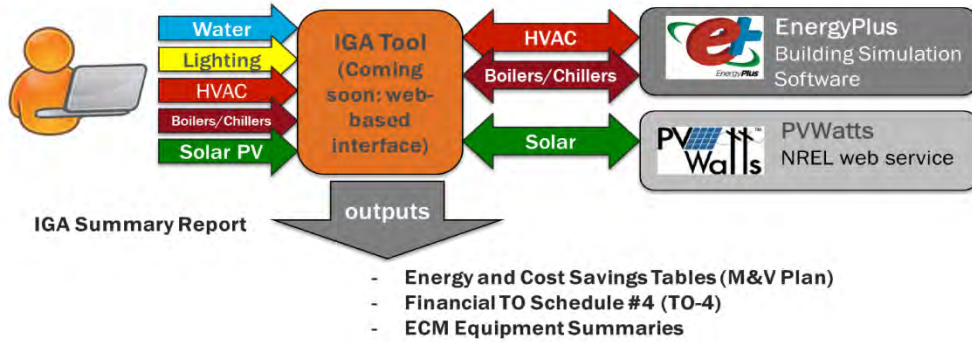 Water
Lighting
HVAC
Boilers/Chillers
Solar PV
IGA Tool
(Coming
soon: web-
based
interface)
HVAC
Boilers/Chillers
Solar
e+
EnergyPlus
EnergyPlus
Building Simulation
Software
PV
Watts
TM
PVWatts
NREL web service
outputs
IGA Summary Report
- Energy and Cost Savings Tables (M&V Plan)
- Financial TO Schedule #4 (TO-4)
- ECM Equipment Summaries